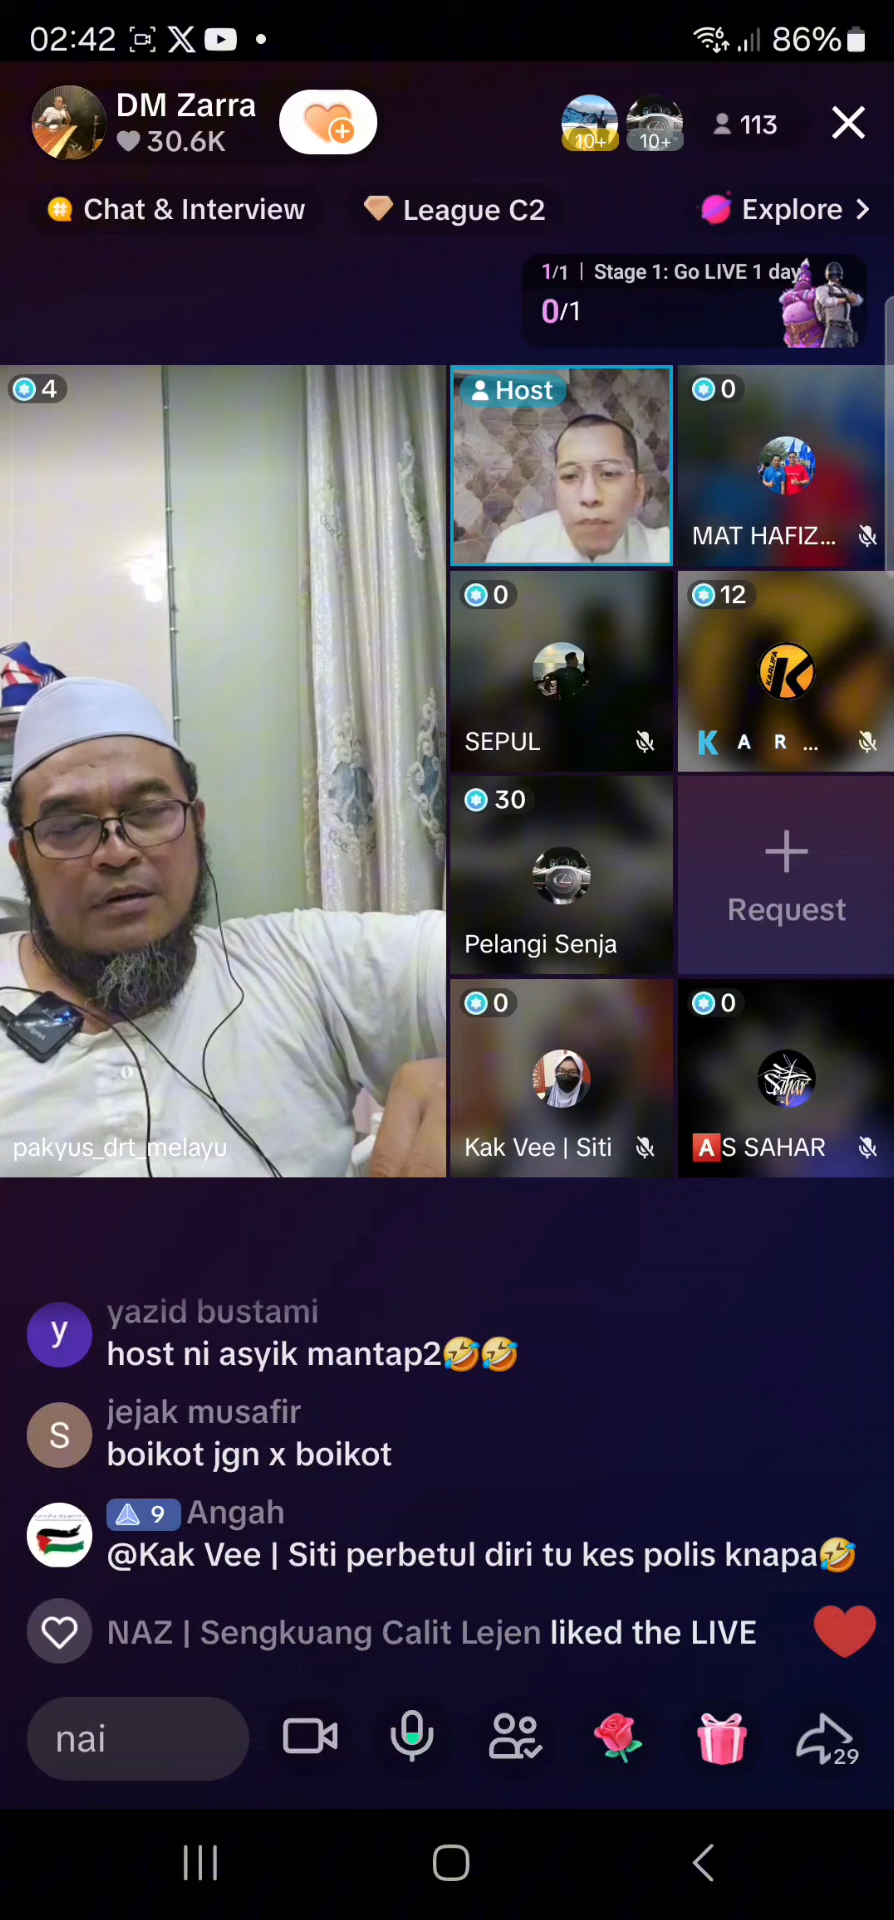 02:42
86%
DM Zarra
30.6K
10+
10+
113
Chat & Interview
League C2
Explore
1/1 | Stage 1: Go LIVE 1 day
0/1
4
Host
0
MAT HAFIZ...
0
SEPUL
12
K A R ...
30
Pelangi Senja
Request
0
Kak Vee | Siti
0
AS SAHAR
pakyus_drt_melayu
y
yazid bustami
host ni asyik mantap2🤣🤣
S
jejak musafir
boikot jgn x boikot
9 Angah
@Kak Vee | Siti perbetul diri tu kes polis knapa🤣
NAZ | Sengkuang Calit Lejen liked the LIVE
nai
29